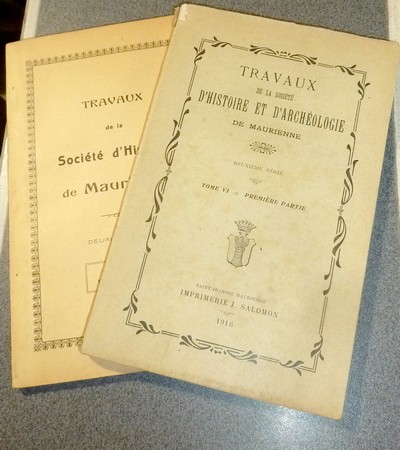 TRAVAUX
de la
Société d'Hi
de Maur
DEUX
TRAVAUX
DE LA SOCIÉTÉ
D'HISTOIRE ET D'ARCHÉOLOGIE
DE MAURIENNE
DEUXIÈME SÉRIE
TOME VI = PREMIÈRE PARTIE
SAINT-JEAN-DE-MAURIENNE
IMPRIMERIE J. SALOMON
1916